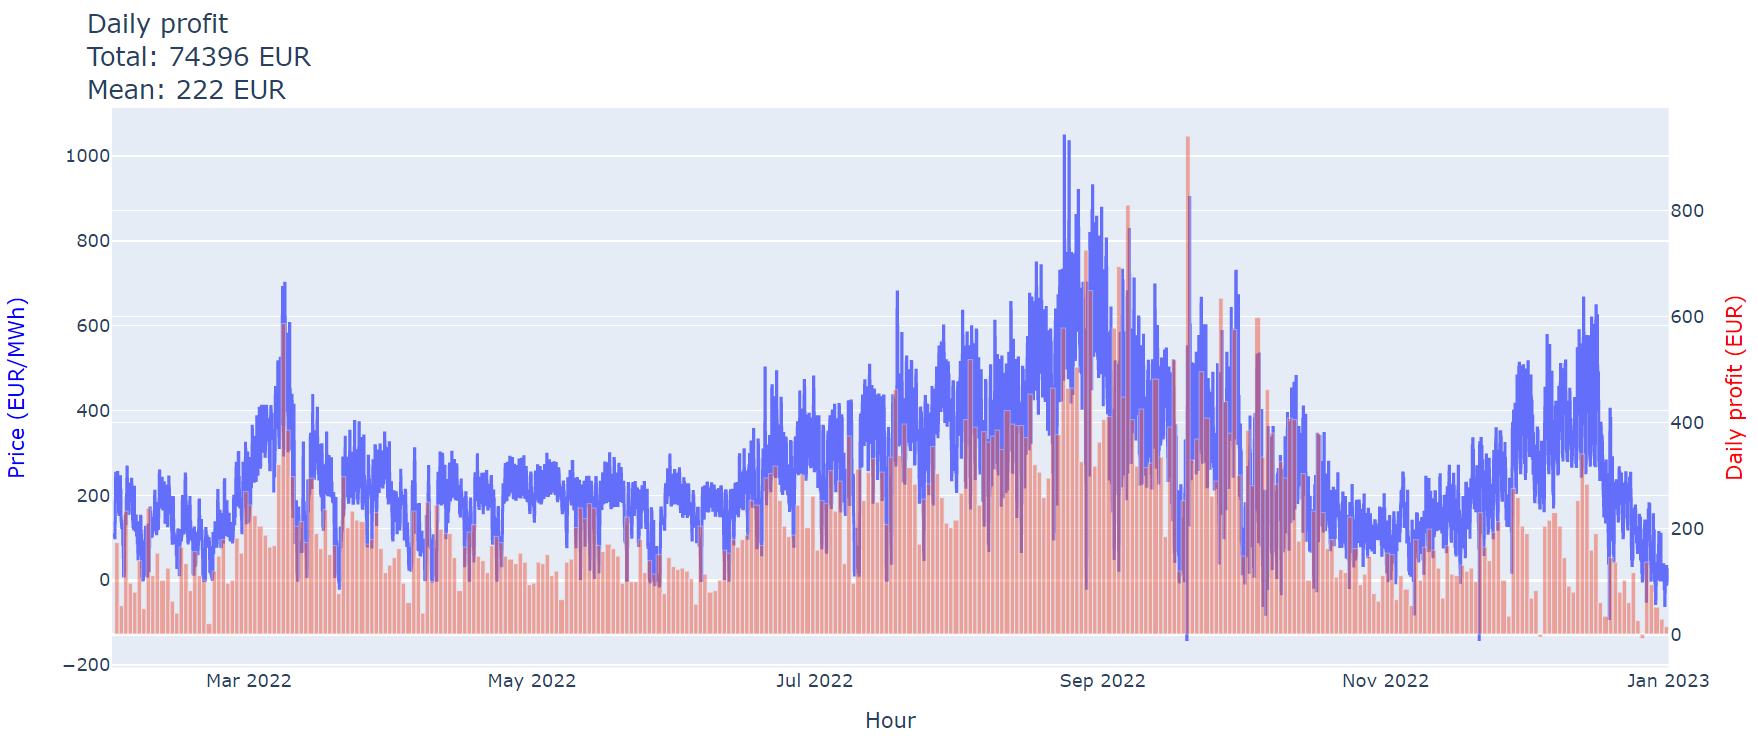 Daily profit
Total: 74396 EUR
Mean: 222 EUR
Price (EUR/MWh)
1000
800
600
400
200
0
−200
800
600
400
200
0
Daily profit (EUR)
Mar 2022
May 2022
Jul 2022
Sep 2022
Nov 2022
Jan 2023
Hour